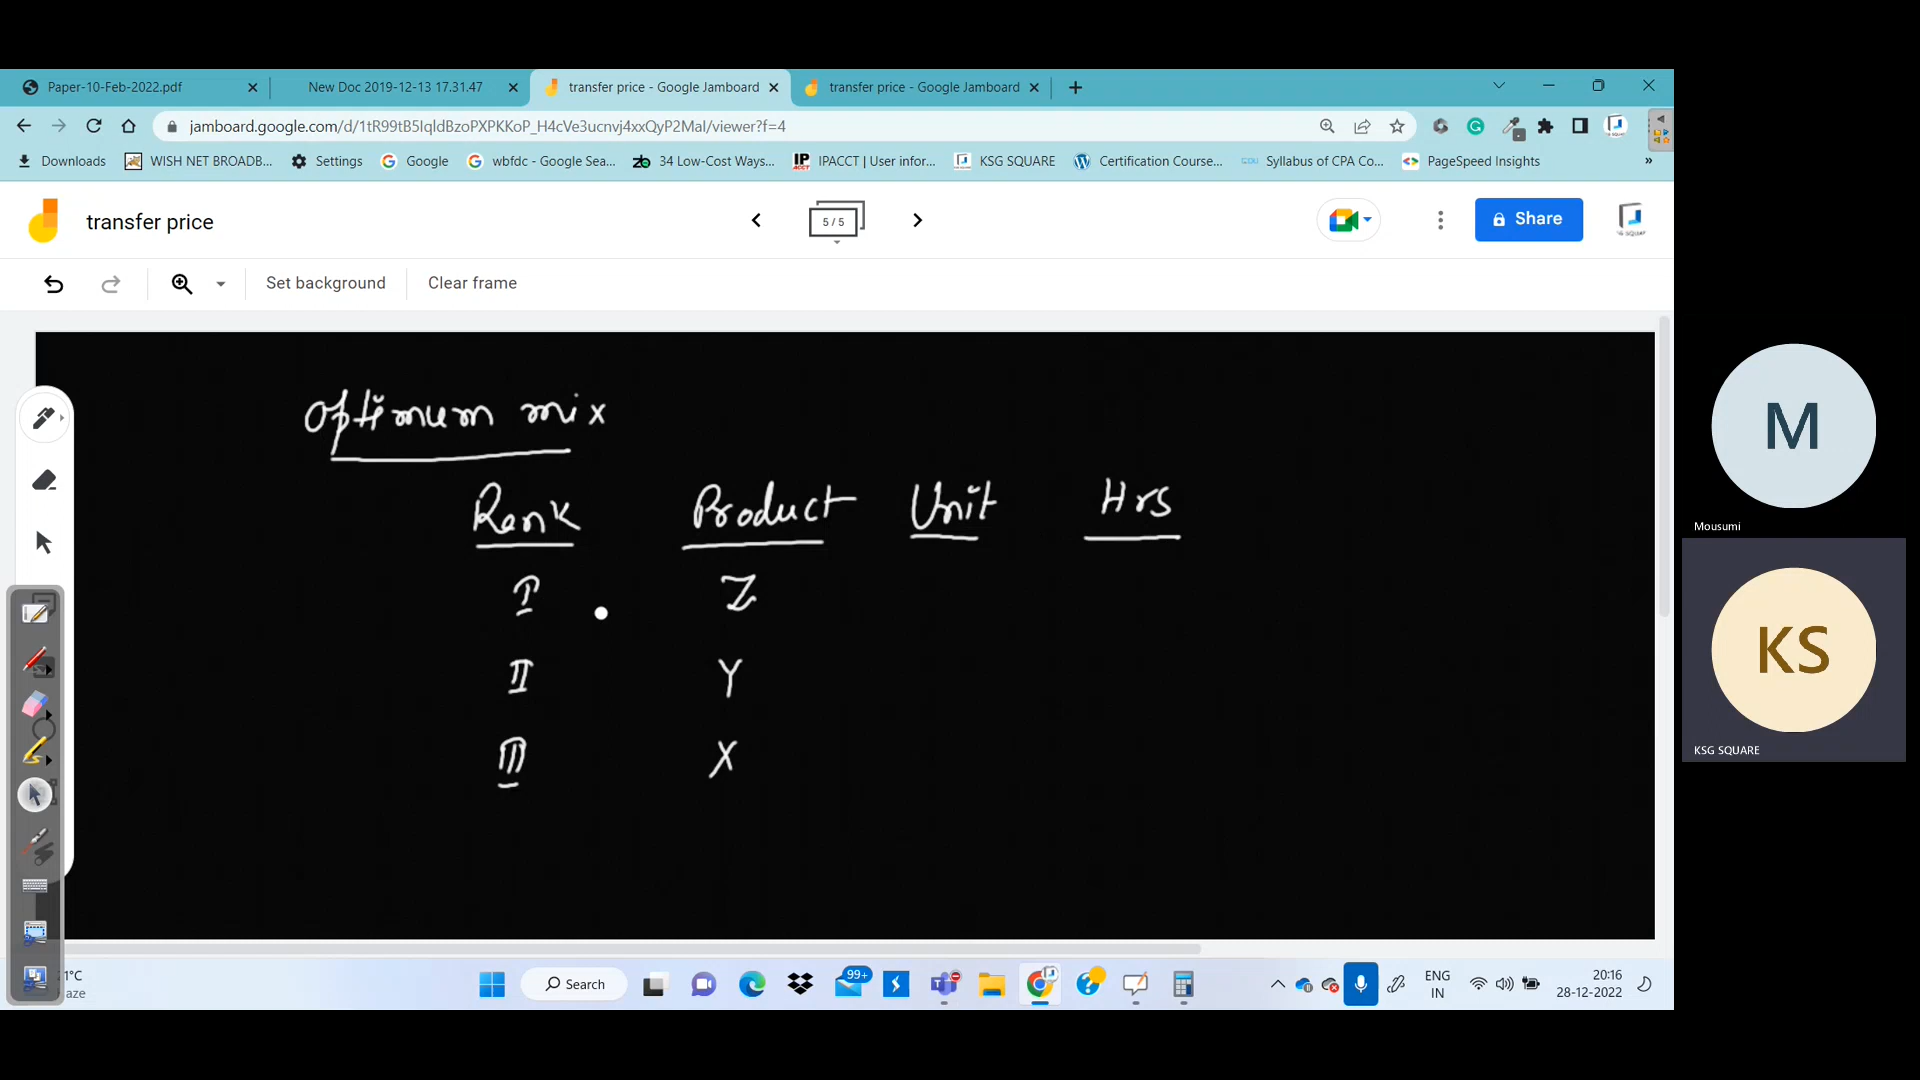 Paper-10-Feb-2022.pdf
New Doc 2019-12-13 17.31.47
transfer price - Google Jamboard
transfer price - Google Jamboard
jamboard.google.com/d/1tR99tB5IqldBzoPXPKKoP_H4cVe3ucnvj4xxQyP2MaI/viewer?f=4
Downloads WISH NET BROADB... Settings Google wbfdc - Google Sea... 34 Low-Cost Ways... IPACCT | User infor... KSG SQUARE Certification Course... Syllabus of CPA Co... PageSpeed Insights »
transfer price
5 / 5
Share
Set background Clear frame
Optimum mix
Rank Product Unit Hrs
I Z
II Y
III X
M
Mousumi
KS
KSG SQUARE
1°C
aze
Search
99+
ENG
IN
20:16
28-12-2022